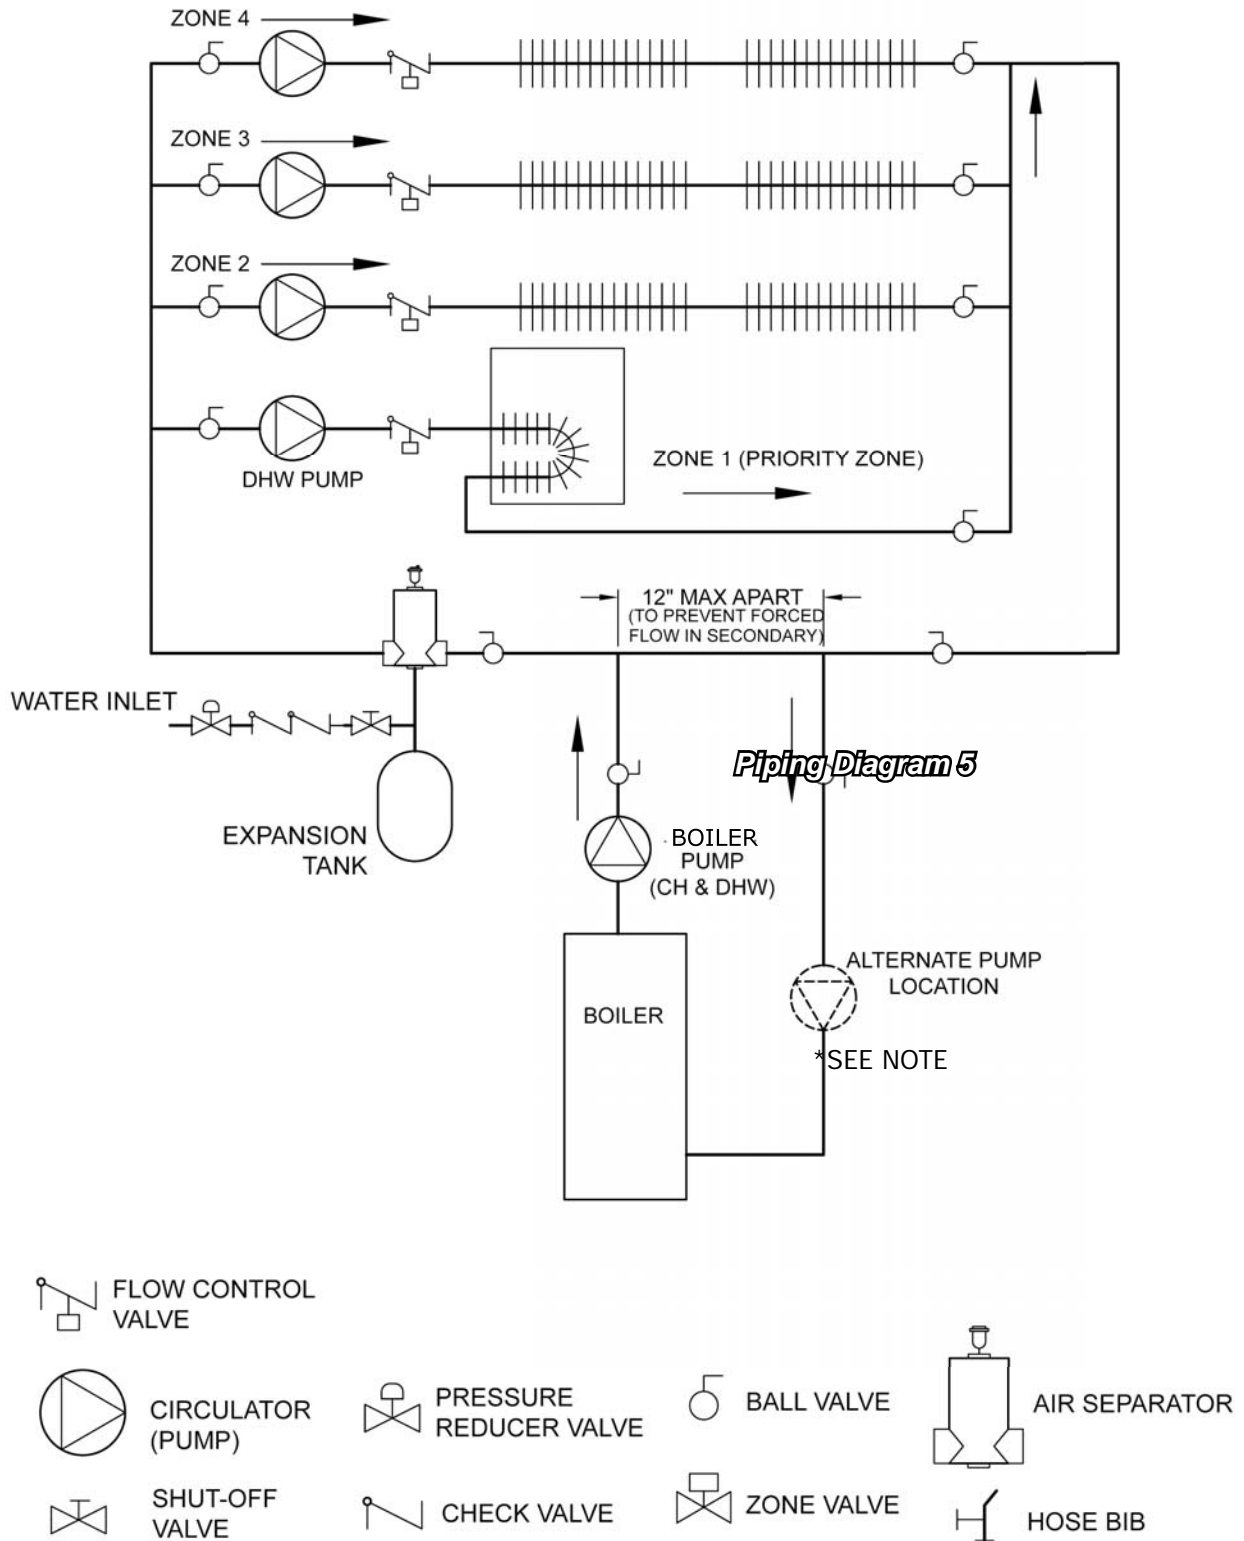 ZONE 4
ZONE 3
ZONE 2
DHW PUMP
ZONE 1 (PRIORITY ZONE)
12" MAX APART
(TO PREVENT FORCED
FLOW IN SECONDARY)
WATER INLET
Piping Diagram 5
EXPANSION
TANK
BOILER
PUMP
(CH & DHW)
ALTERNATE PUMP
LOCATION
BOILER
*SEE NOTE
FLOW CONTROL
VALVE
CIRCULATOR
(PUMP)
PRESSURE
REDUCER VALVE
BALL VALVE
AIR SEPARATOR
SHUT-OFF
VALVE
CHECK VALVE
ZONE VALVE
HOSE BIB